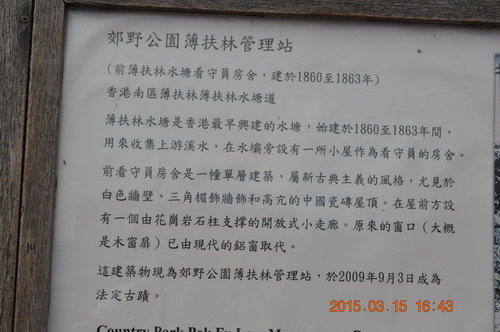 郊野公園薄扶林管理站
(前薄扶林水塘看守員房舍，建於1860至1863年)
香港南區薄扶林薄扶林水塘道
薄扶林水塘是香港最早興建的水塘，始建於1860至1863年間，
用來收集上游溪水，在水壩旁設有一所小屋作為看守員的房舍。
前看守員房舍是一幢單層建築，屬新古典主義的風格，尤見於
白色牆壁、三角楣飾牆飾和高亢的中國瓷磚屋頂。在屋前方設
有一個由花崗岩石柱支撐的開放式小走廊。原來的窗口（大概
是木窗扉）已由現代的鋁窗取代。
這建築物現為郊野公園薄扶林管理站，於2009年9月3日成為
法定古蹟。
2015.03.15 16:43
Country Park Pok Fu Lam